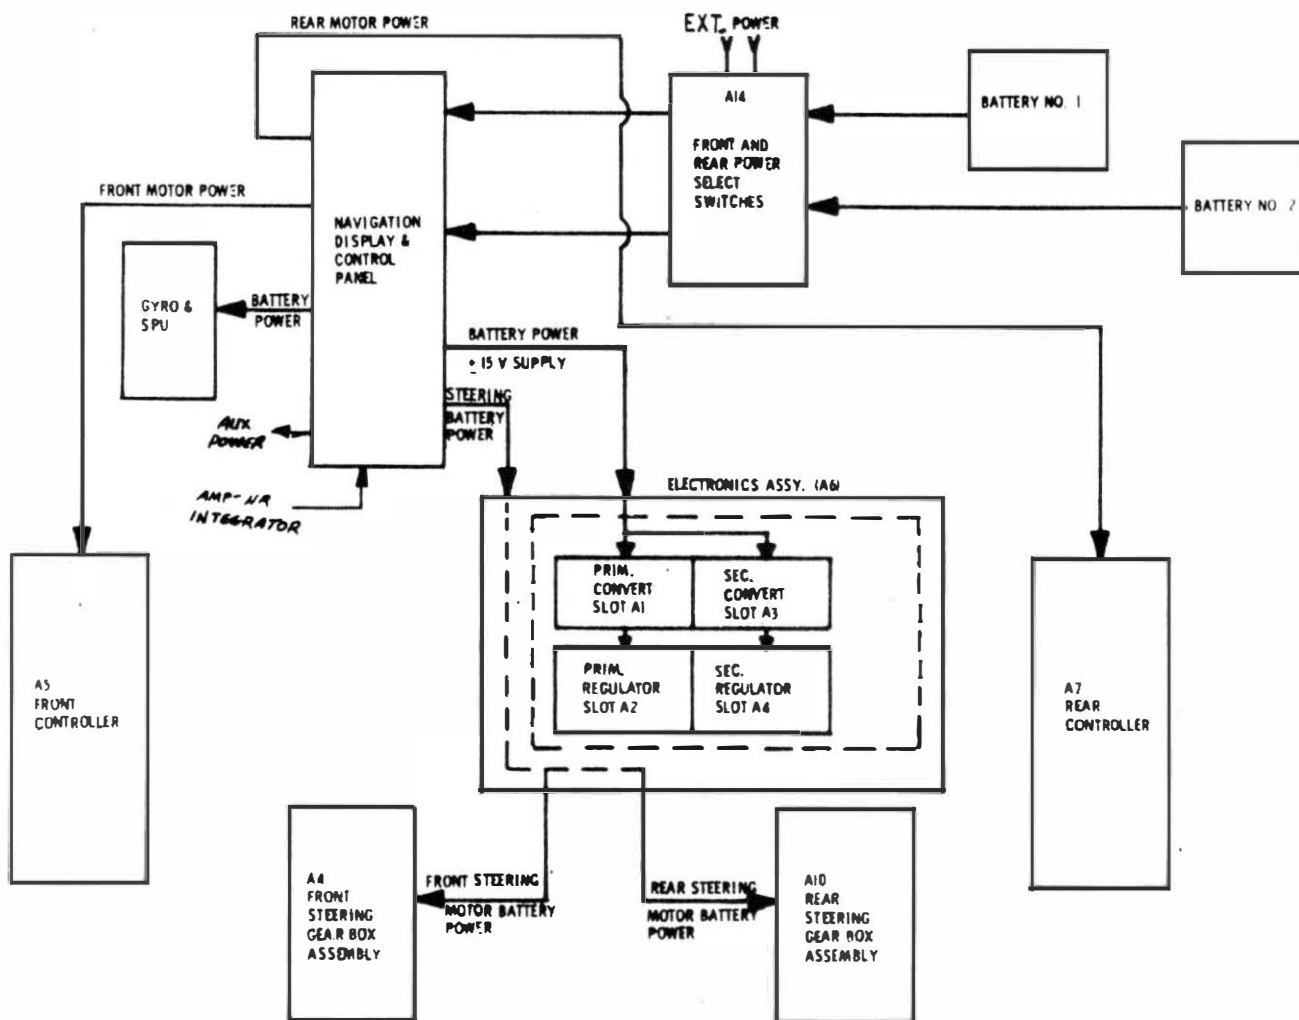 REAR MOTOR POWER
EXT. POWER
A14
FRONT AND
REAR POWER
SELECT
SWITCHES
BATTERY NO. 1
BATTERY NO. 2
FRONT MOTOR POWER
NAVIGATION
DISPLAY &
CONTROL
PANEL
GYRO &
SPU
BATTERY
POWER
BATTERY POWER
± 15 V SUPPLY
STEERING
BATTERY
POWER
AUX
POWER
AMP-HR
INTEGRATOR
ELECTRONICS ASSY. (A6)
PRIM.
CONVERT
SLOT A1
SEC.
CONVERT
SLOT A3
PRIM.
REGULATOR
SLOT A2
SEC.
REGULATOR
SLOT A4
A5
FRONT
CONTROLLER
A7
REAR
CONTROLLER
A4
FRONT
STEERING
GEAR BOX
ASSEMBLY
FRONT STEERING
MOTOR BATTERY
POWER
REAR STEERING
MOTOR BATTERY
POWER
A10
REAR
STEERING
GEAR BOX
ASSEMBLY